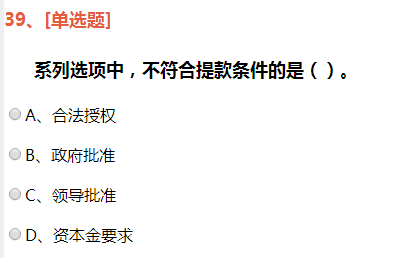 39、[单选题]
系列选项中，不符合提款条件的是（ ）。
A、合法授权
B、政府批准
C、领导批准
D、资本金要求